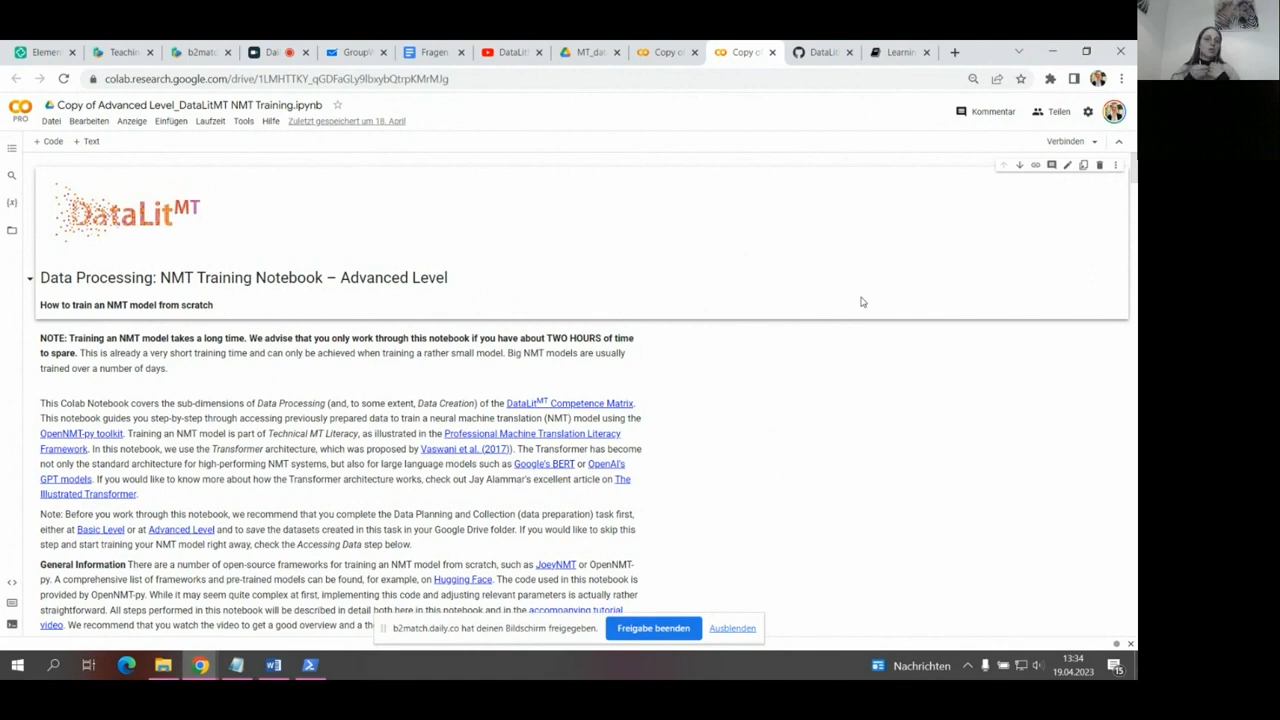 Elemen
Teachin
b2matc
Dai
GroupW
Fragen
DataLi
MT_da
Copy o
Copy of
DataLi
Learnin
colab.research.google.com/drive/1LMHTTKY_qGDFaGLy9lbxybQtrpKMrMJg
Copy of Advanced Level_DataLitMT NMT Training.ipynb
PRO
Datei Bearbeiten Anzeige Einfügen Laufzeit Tools Hilfe Zuletzt gespeichert um 18. April
Kommentar
Teilen
+ Code + Text
Verbinden
DataLitMT
Data Processing: NMT Training Notebook – Advanced Level
How to train an NMT model from scratch
NOTE: Training an NMT model takes a long time. We advise that you only work through this notebook if you have about TWO HOURS of time
to spare. This is already a very short training time and can only be achieved when training a rather small model. Big NMT models are usually
trained over a number of days.
This Colab Notebook covers the sub-dimensions of Data Processing (and, to some extent, Data Creation) of the DataLitMT Competence Matrix.
This notebook guides you step-by-step through accessing previously prepared data to train a neural machine translation (NMT) model using the
OpenNMT-py toolkit. Training an NMT model is part of Technical MT Literacy, as illustrated in the Professional Machine Translation Literacy
Framework. In this notebook, we use the Transformer architecture, which was proposed by Vaswani et al. (2017)). The Transformer has become
not only the standard architecture for high-performing NMT systems, but also for large language models such as Google's BERT or OpenAI's
GPT models. If you would like to know more about how the Transformer architecture works, check out Jay Alammar's excellent article on The
Illustrated Transformer.
Note: Before you work through this notebook, we recommend that you complete the Data Planning and Collection (data preparation) task first,
either at Basic Level or at Advanced Level and to save the datasets created in this task in your Google Drive folder. If you would like to skip this
step and start training your NMT model right away, check the Accessing Data step below.
General Information There are a number of open-source frameworks for training an NMT model from scratch, such as JoeyNMT or OpenNMT-
py. A comprehensive list of frameworks and pre-trained models can be found, for example, on Hugging Face. The code used in this notebook is
provided by OpenNMT-py. While it may seem quite complex at first, implementing this code and adjusting relevant parameters is actually rather
straightforward. All steps performed in this notebook will be described in detail both here in this notebook and in the accompanying tutorial
video. We recommend that you watch the video to get a good overview and a th
b2match.daily.co hat deinen Bildschirm freigegeben.
Freigabe beenden
Ausblenden
Nachrichten
13:34
19.04.2023
15